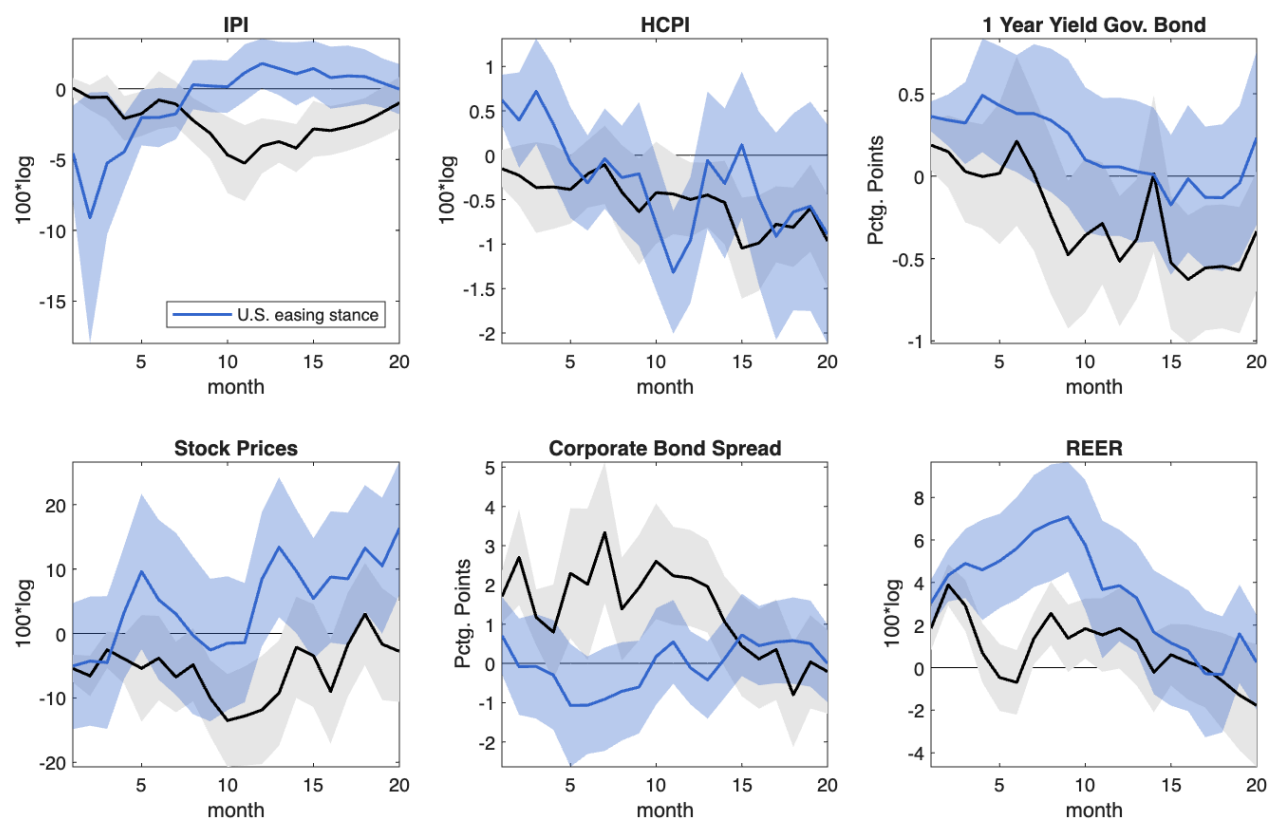 IPI
100*log
0
-5
-10
-15
U.S. easing stance
5 10 15 20
month
HCPI
100*log
1
0.5
0
-0.5
-1
-1.5
-2
5 10 15 20
month
1 Year Yield Gov. Bond
Pctg. Points
0.5
0
-0.5
-1
5 10 15 20
month
Stock Prices
100*log
20
10
0
-10
-20
5 10 15 20
month
Corporate Bond Spread
Pctg. Points
5
4
3
2
1
0
-1
-2
5 10 15 20
month
REER
100*log
8
6
4
2
0
-2
-4
5 10 15 20
month